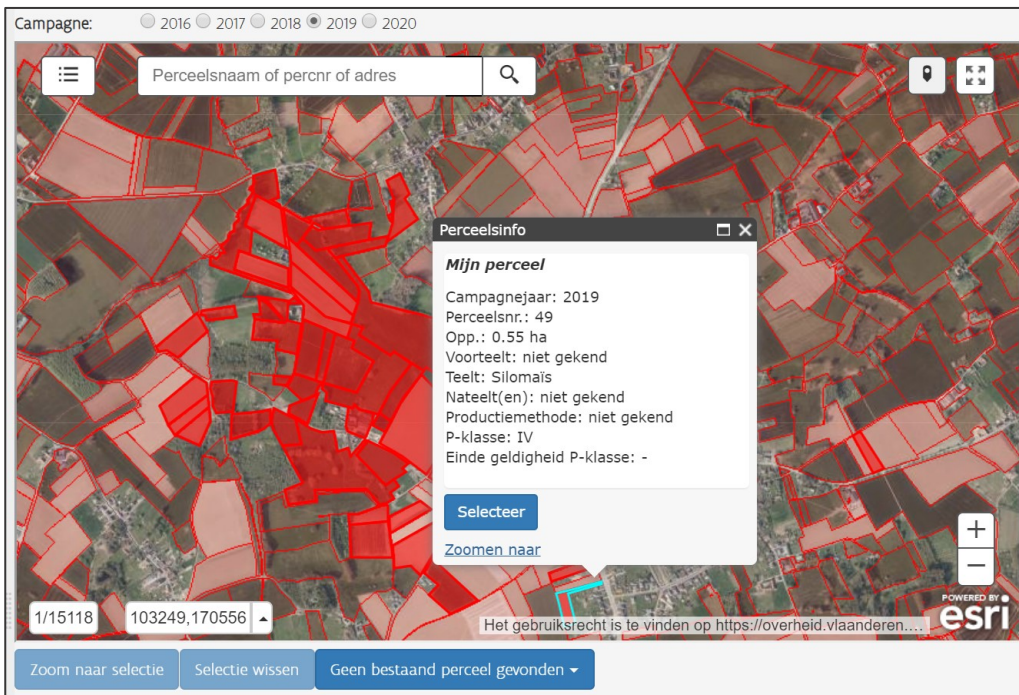 Campagne: 2016 2017 2018 2019 2020
Perceelsnaam of percnr of adres
Perceelsinfo
Mijn perceel
Campagnejaar: 2019
Perceelsnr.: 49
Opp.: 0.55 ha
Voorteelt: niet gekend
Teelt: Silomaïs
Nateelt(en): niet gekend
Productiemethode: niet gekend
P-klasse: IV
Einde geldigheid P-klasse: -
Selecteer
Zoomen naar
+
−
1/15118
103249,170556
Het gebruiksrecht is te vinden op https://overheid.vlaanderen....
POWERED BY
esri
Zoom naar selectie
Selectie wissen
Geen bestaand perceel gevonden